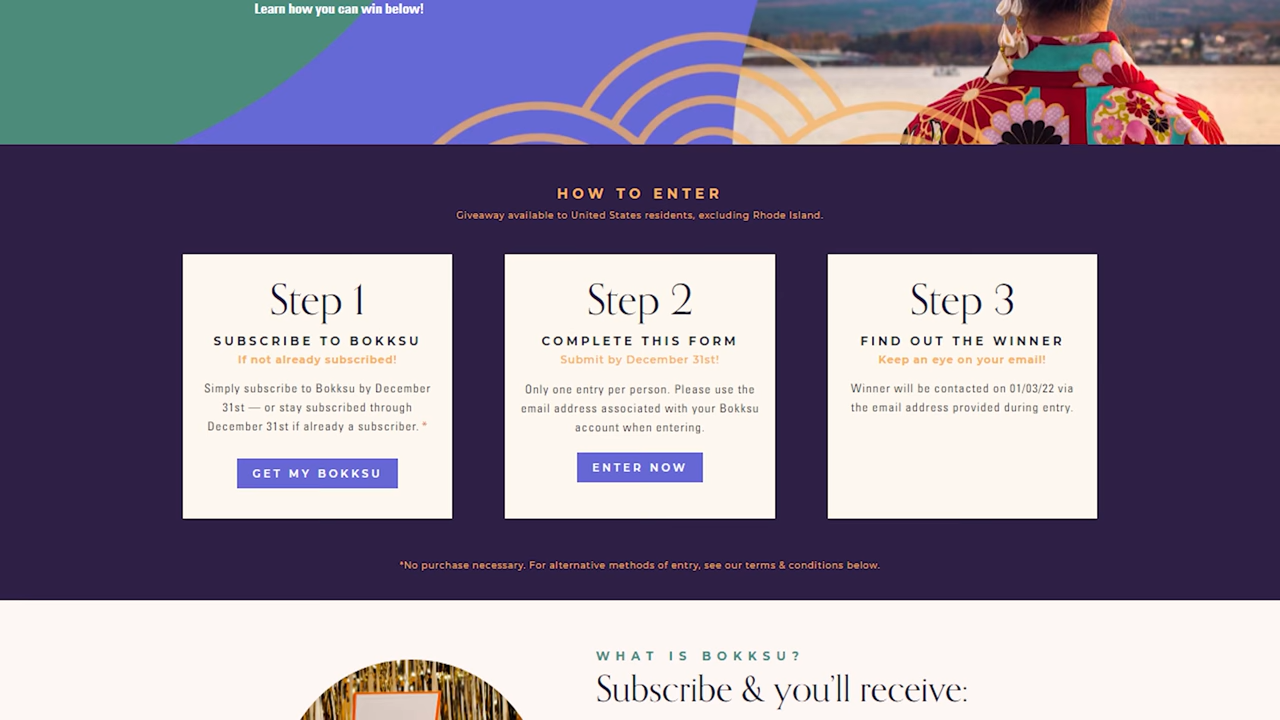 Learn how you can win below!
HOW TO ENTER
Giveaway available to United States residents, excluding Rhode Island.
Step 1
SUBSCRIBE TO BOKKSU
If not already subscribed!
Simply subscribe to Bokksu by December
31st — or stay subscribed through
December 31st if already a subscriber. *
GET MY BOKKSU
Step 2
COMPLETE THIS FORM
Submit by December 31st!
Only one entry per person. Please use the
email address associated with your Bokksu
account when entering.
ENTER NOW
Step 3
FIND OUT THE WINNER
Keep an eye on your email!
Winner will be contacted on 01/03/22 via
the email address provided during entry.
*No purchase necessary. For alternative methods of entry, see our terms & conditions below.
WHAT IS BOKKSU?
Subscribe & you'll receive: